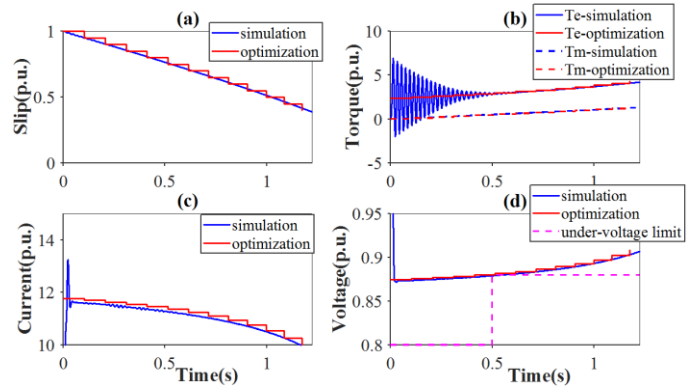 (a)
simulation
optimization
Slip(p.u.)
1
0.5
0
0
0.5
1
(b)
Te-simulation
Te-optimization
Tm-simulation
Tm-optimization
Torque(p.u.)
10
5
0
-5
0
0.5
1
(c)
simulation
optimization
Current(p.u.)
14
12
10
0
0.5
1
Time(s)
(d)
simulation
optimization
under-voltage limit
Voltage(p.u.)
0.95
0.9
0.85
0.8
0
0.5
1
Time(s)